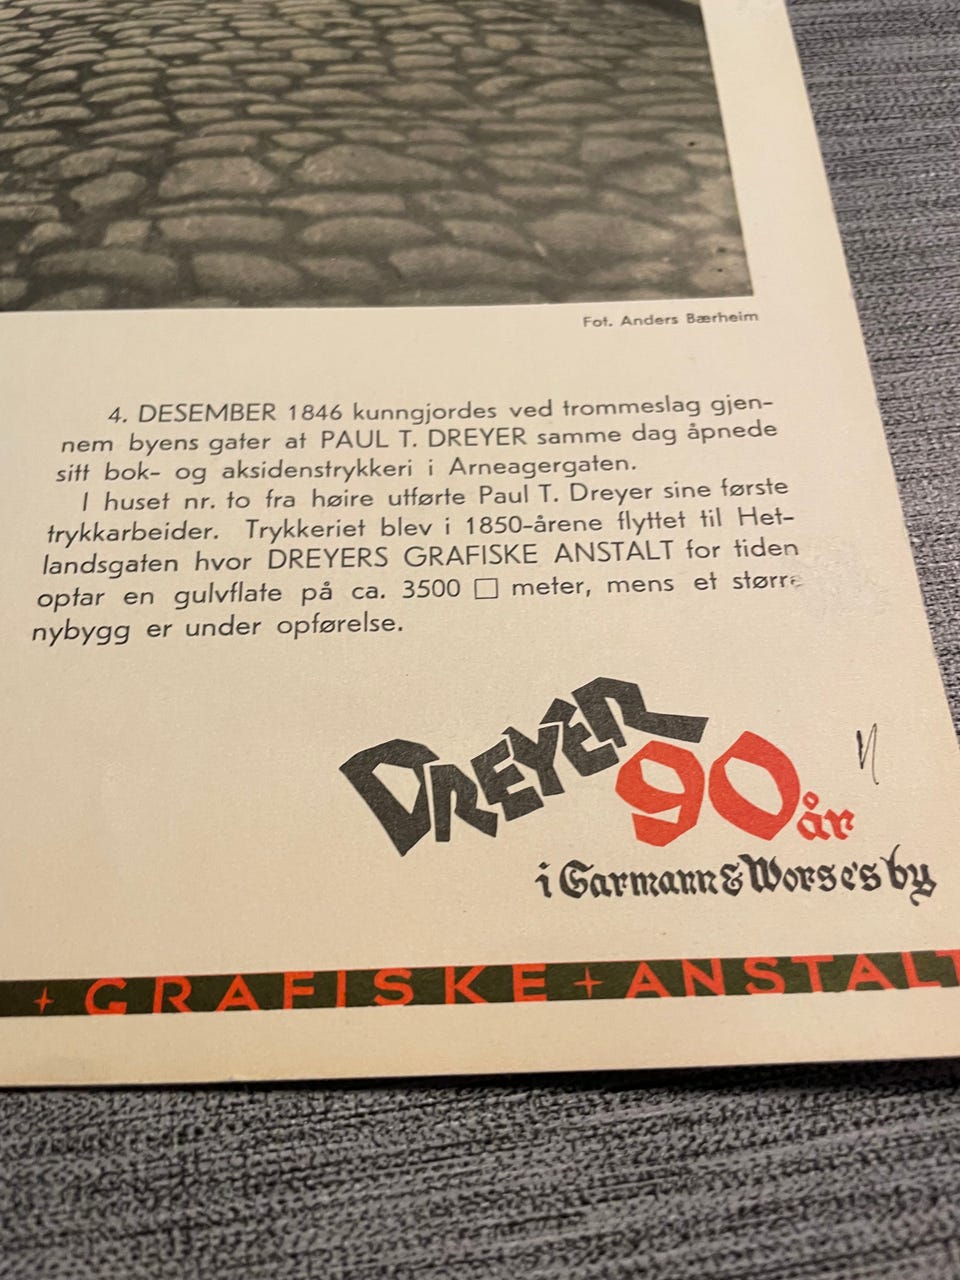 Fot. Anders Bærheim
4. DESEMBER 1846 kunngjordes ved trommeslag gjen-
nem byens gater at PAUL T. DREYER samme dag åpnede
sitt bok- og aksidenstrykkeri i Arneagergaten.
I huset nr. to fra høire utførte Paul T. Dreyer sine første
trykkarbeider. Trykkeriet blev i 1850-årene flyttet til Het-
landsgaten hvor DREYERS GRAFISKE ANSTALT for tiden
optar en gulvflate på ca. 3500 □ meter, mens et større
nybygg er under opførelse.
DREYER
90 år
i Garmann & Worse's by
+ GRAFISKE + ANSTALT